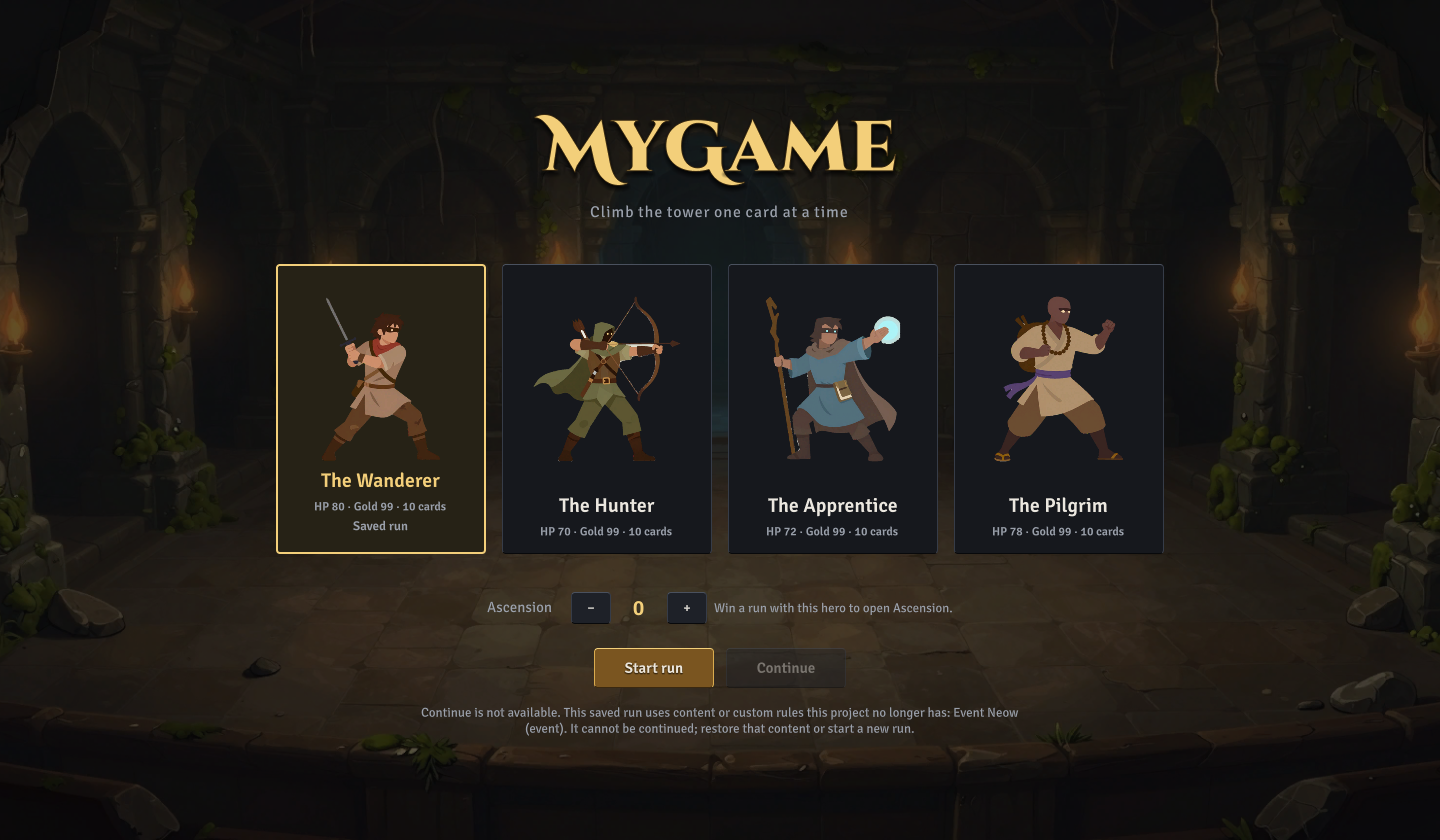 MYGAME
Climb the tower one card at a time
The Wanderer
HP 80 · Gold 99 · 10 cards
Saved run
The Hunter
HP 70 · Gold 99 · 10 cards
The Apprentice
HP 72 · Gold 99 · 10 cards
The Pilgrim
HP 78 · Gold 99 · 10 cards
Ascension − 0 + Win a run with this hero to open Ascension.
Start run Continue
Continue is not available. This saved run uses content or custom rules this project no longer has: Event Neow
(event). It cannot be continued; restore that content or start a new run.